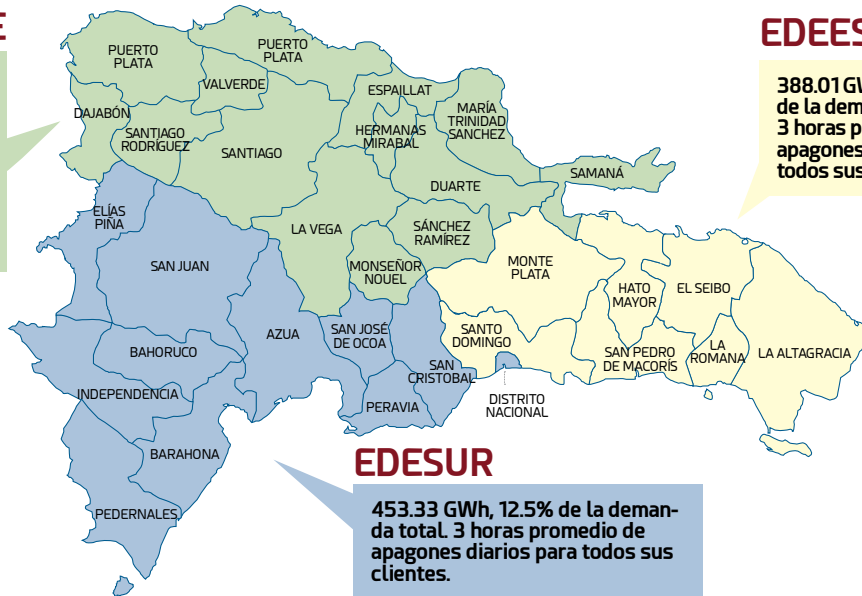 E
EDEES
388.01 GW
de la dem
3 horas p
apagones
todos sus
PUERTO
PLATA
PUERTO
PLATA
VALVERDE
ESPAILLAT
DAJABÓN
SANTIAGO
RODRÍGUEZ
SANTIAGO
HERMANAS
MIRABAL
MARÍA
TRINIDAD
SANCHEZ
SAMANÁ
DUARTE
ELÍAS
PIÑA
LA VEGA
SÁNCHEZ
RAMÍREZ
SAN JUAN
MONSEÑOR
NOUEL
MONTE
PLATA
HATO
MAYOR
EL SEIBO
AZUA
SAN JOSÉ
DE OCOA
SANTO
DOMINGO
BAHORUCO
SAN
CRISTOBAL
SAN PEDRO
DE MACORÍS
LA
ROMANA
LA ALTAGRACIA
INDEPENDENCIA
PERAVIA
DISTRITO
NACIONAL
BARAHONA
PEDERNALES
EDESUR
453.33 GWh, 12.5% de la deman-
da total. 3 horas promedio de
apagones diarios para todos sus
clientes.